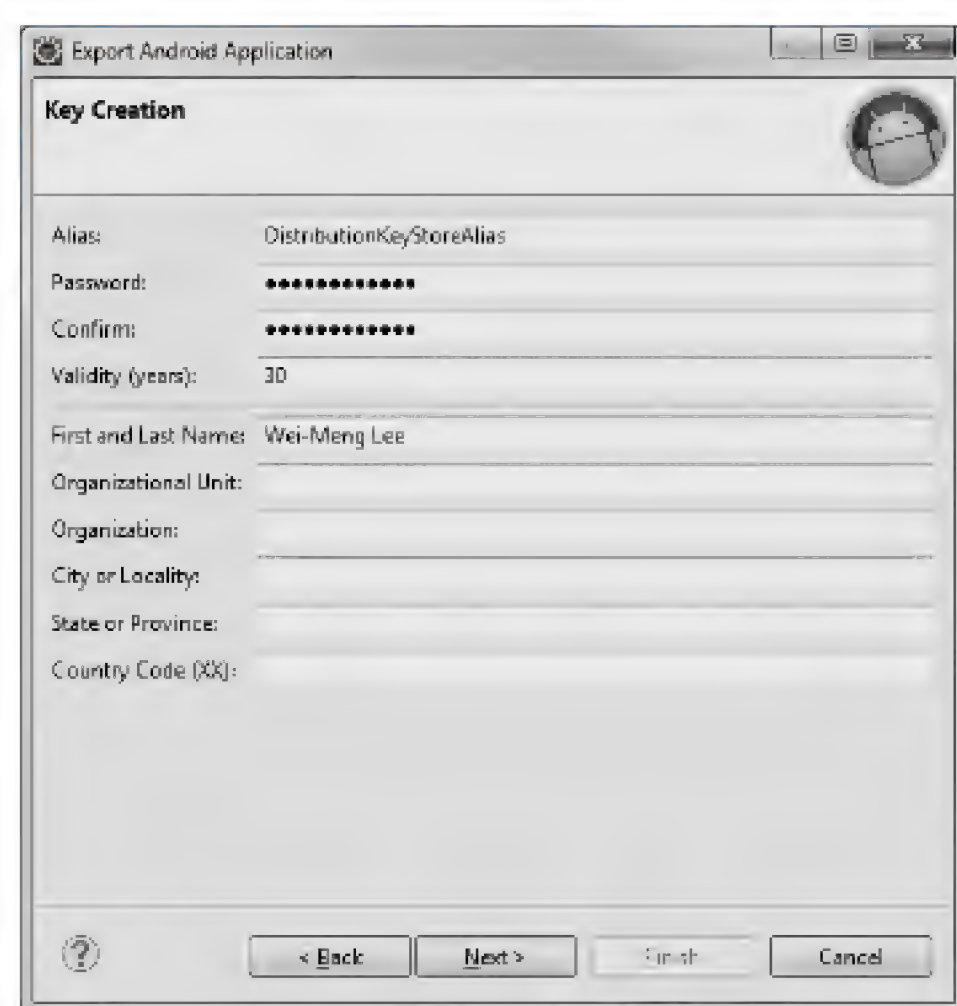 Export Android Application
Key Creation
Alias: DistributionKeyStoreAlias
Password: ••••••••••••
Confirm: ••••••••••••
Validity (years): 30
First and Last Name: Wei-Meng Lee
Organizational Unit:
Organization:
City or Locality:
State or Province:
Country Code (XX):
? < Back Next > Finish Cancel